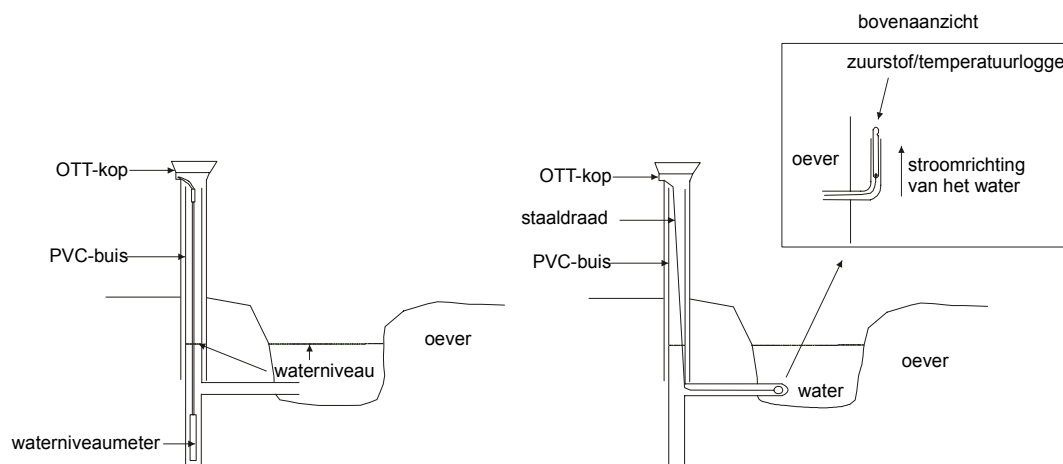 bovenaanzicht
zuurstof/temperatuurlogge
oever
stroomrichting
van het water
OTT-kop
PVC-buis
oever
waterniveau
waterniveaumeter
OTT-kop
staaldraad
PVC-buis
oever
water